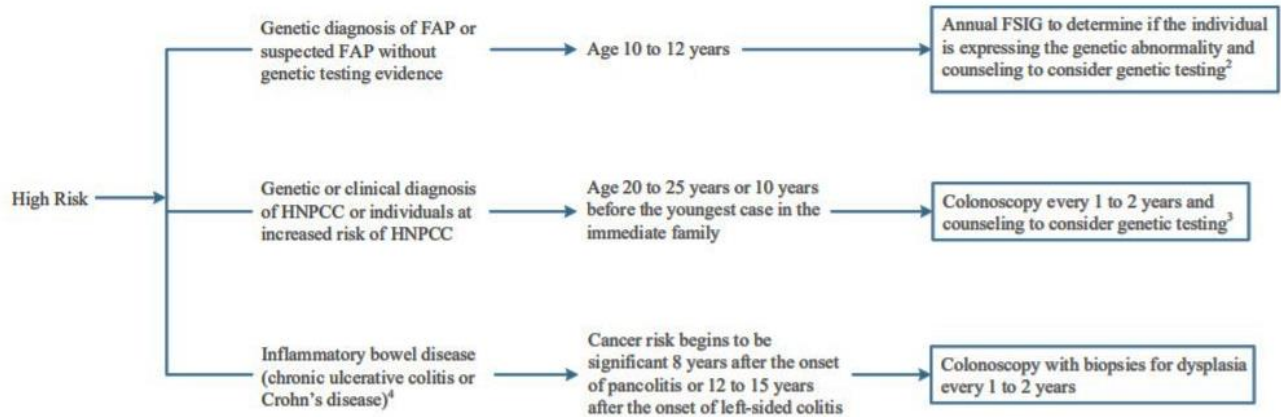 Genetic diagnosis of FAP or
suspected FAP without
genetic testing evidence
Age 10 to 12 years
Annual FSIG to determine if the individual
is expressing the genetic abnormality and
counseling to consider genetic testing²
High Risk
Genetic or clinical diagnosis
of HNPCC or individuals at
increased risk of HNPCC
Age 20 to 25 years or 10 years
before the youngest case in the
immediate family
Colonoscopy every 1 to 2 years and
counseling to consider genetic testing³
Inflammatory bowel disease
(chronic ulcerative colitis or
Crohn's disease)⁴
Cancer risk begins to be
significant 8 years after the onset
of pancolitis or 12 to 15 years
after the onset of left-sided colitis
Colonoscopy with biopsies for dysplasia
every 1 to 2 years